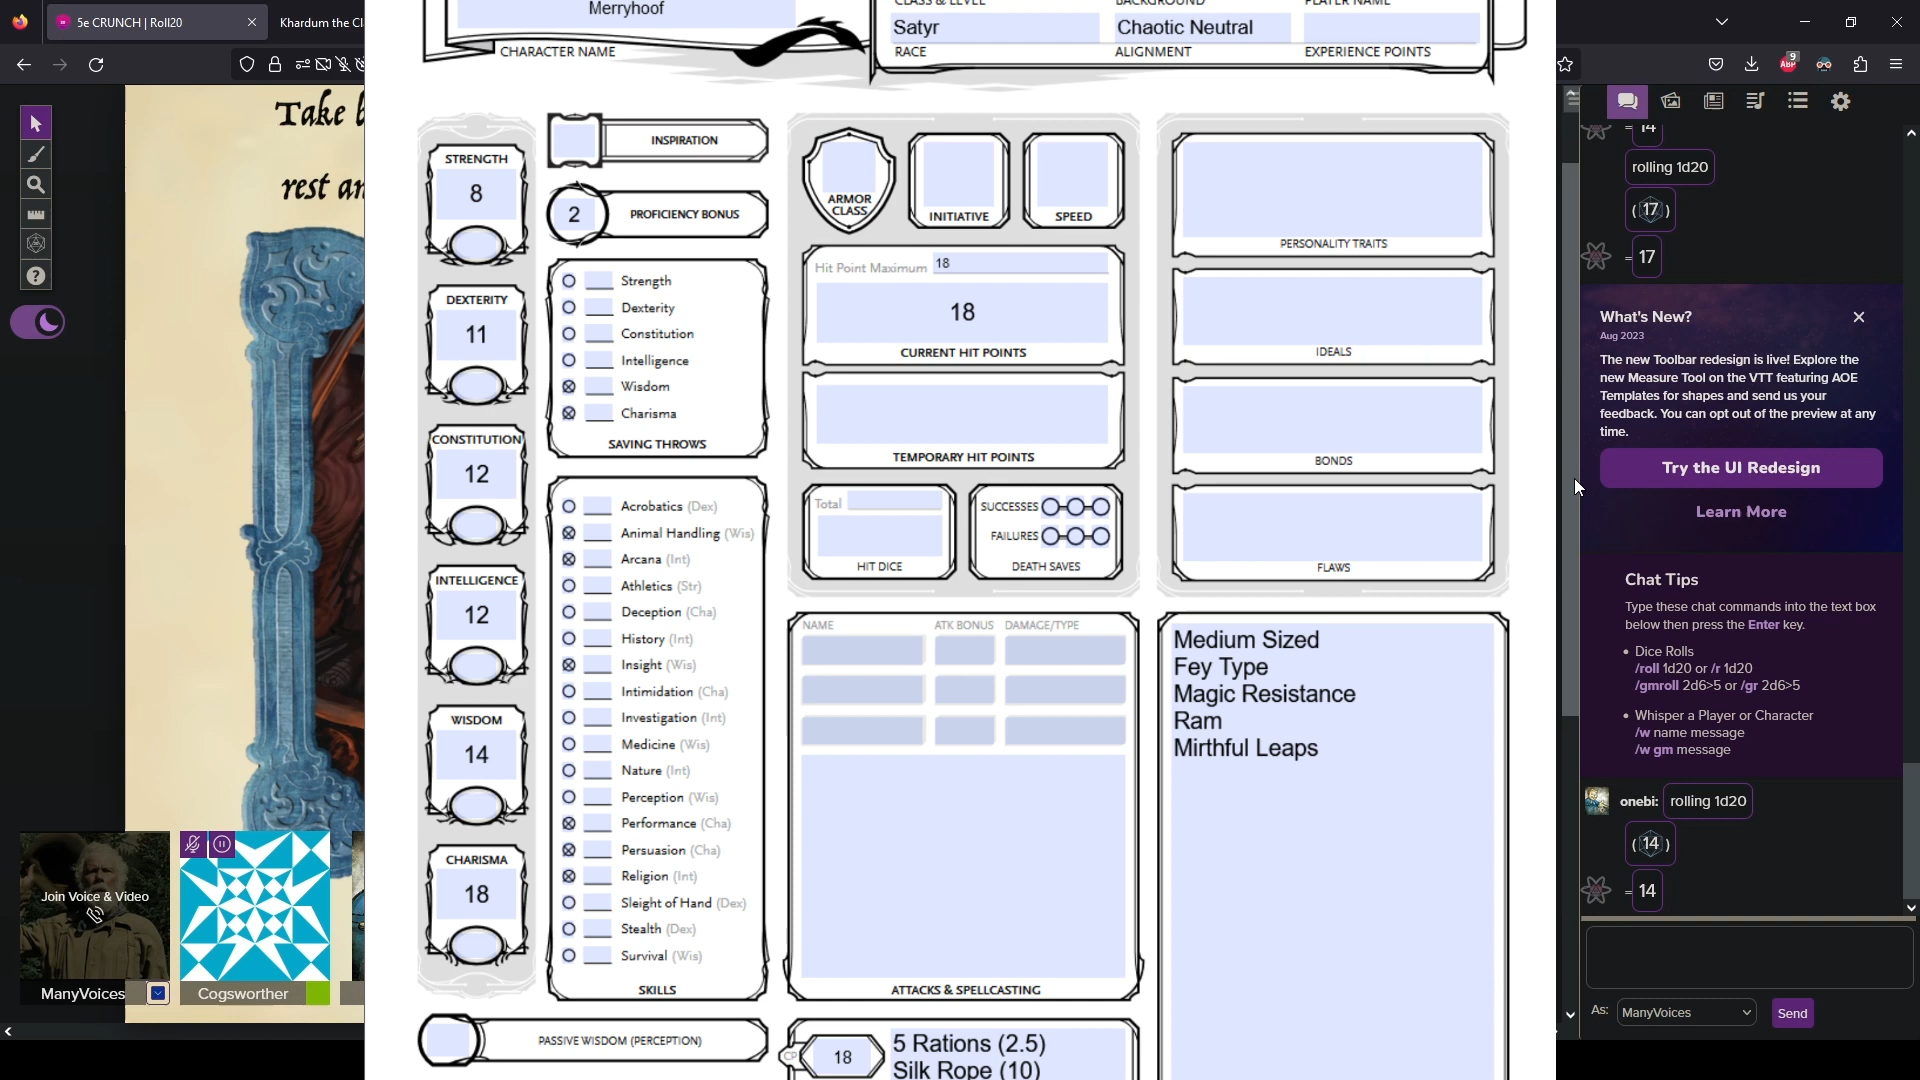 5e CRUNCH | Roll20
Khardum the Cl
Take
rest an
Merryhoof
CHARACTER NAME
CLASS & LEVEL
BACKGROUND
PLAYER NAME
Satyr
Chaotic Neutral
RACE
ALIGNMENT
EXPERIENCE POINTS
STRENGTH
8
DEXTERITY
11
CONSTITUTION
12
INTELLIGENCE
12
WISDOM
14
CHARISMA
18
INSPIRATION
2
PROFICIENCY BONUS
Strength
Dexterity
Constitution
Intelligence
Wisdom
Charisma
SAVING THROWS
Acrobatics (Dex)
Animal Handling (Wis)
Arcana (Int)
Athletics (Str)
Deception (Cha)
History (Int)
Insight (Wis)
Intimidation (Cha)
Investigation (Int)
Medicine (Wis)
Nature (Int)
Perception (Wis)
Performance (Cha)
Persuasion (Cha)
Religion (Int)
Sleight of Hand (Dex)
Stealth (Dex)
Survival (Wis)
SKILLS
PASSIVE WISDOM (PERCEPTION)
ARMOR
CLASS
INITIATIVE
SPEED
Hit Point Maximum 18
18
CURRENT HIT POINTS
TEMPORARY HIT POINTS
Total
HIT DICE
SUCCESSES
FAILURES
DEATH SAVES
NAME
ATK BONUS
DAMAGE/TYPE
ATTACKS & SPELLCASTING
CP
18
5 Rations (2.5)
Silk Rope (10)
PERSONALITY TRAITS
IDEALS
BONDS
FLAWS
Medium Sized
Fey Type
Magic Resistance
Ram
Mirthful Leaps
Join Voice & Video
ManyVoices
Cogsworther
9
ABP
= 14
rolling 1d20
(17)
= 17
What's New?
Aug 2023
The new Toolbar redesign is live! Explore the
new Measure Tool on the VTT featuring AOE
Templates for shapes and send us your
feedback. You can opt out of the preview at any
time.
Try the UI Redesign
Learn More
Chat Tips
Type these chat commands into the text box
below then press the Enter key.
• Dice Rolls
/roll 1d20 or /r 1d20
/gmroll 2d6>5 or /gr 2d6>5
• Whisper a Player or Character
/w name message
/w gm message
onebi: rolling 1d20
(14)
= 14
As: ManyVoices
Send